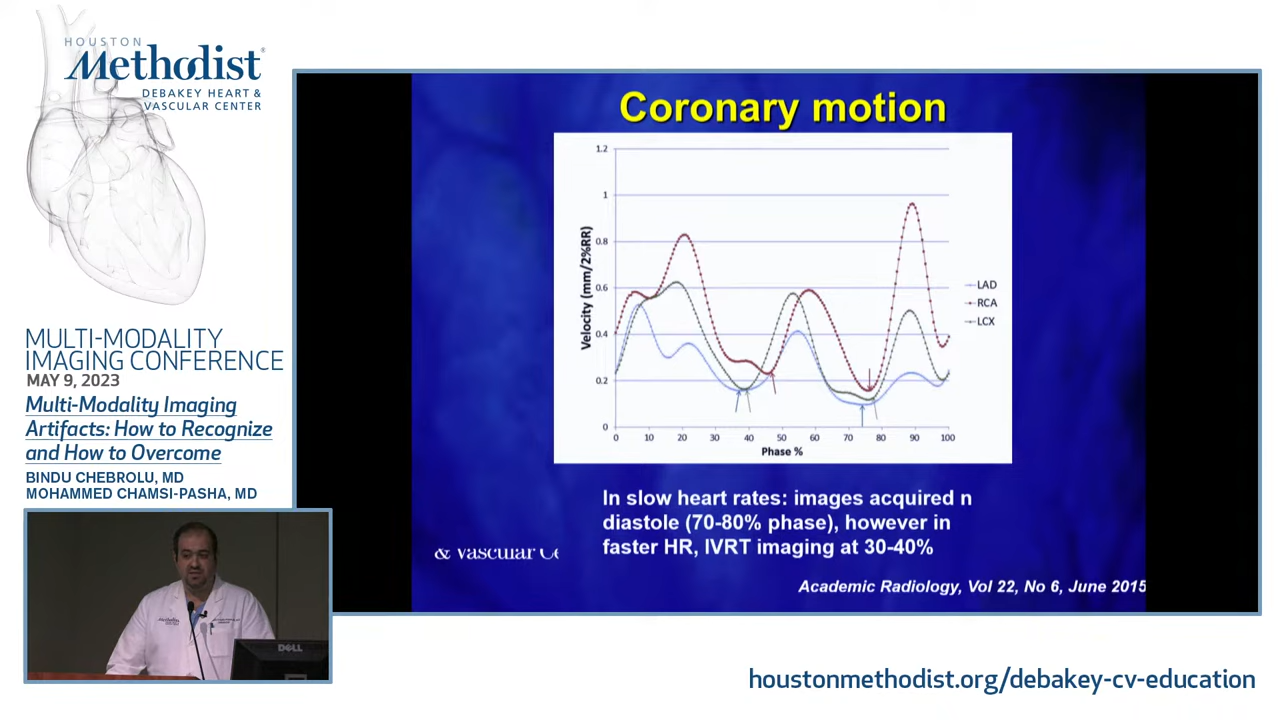 HOUSTON
Methodist®
DEBAKEY HEART &
VASCULAR CENTER
MULTI-MODALITY
IMAGING CONFERENCE
MAY 9, 2023
Multi-Modality Imaging
Artifacts: How to Recognize
and How to Overcome
BINDU CHEBROLU, MD
MOHAMMED CHAMSI-PASHA, MD
Coronary motion
Velocity (mm/2%RR)
1.2
1
0.8
0.6
0.4
0.2
0
0 10 20 30 40 50 60 70 80 90 100
Phase %
LAD
RCA
LCX
In slow heart rates: images acquired n
diastole (70-80% phase), however in
faster HR, IVRT imaging at 30-40%
& vascular Ce
Academic Radiology, Vol 22, No 6, June 2015
Methodist
DELL
houstonmethodist.org/debakey-cv-education